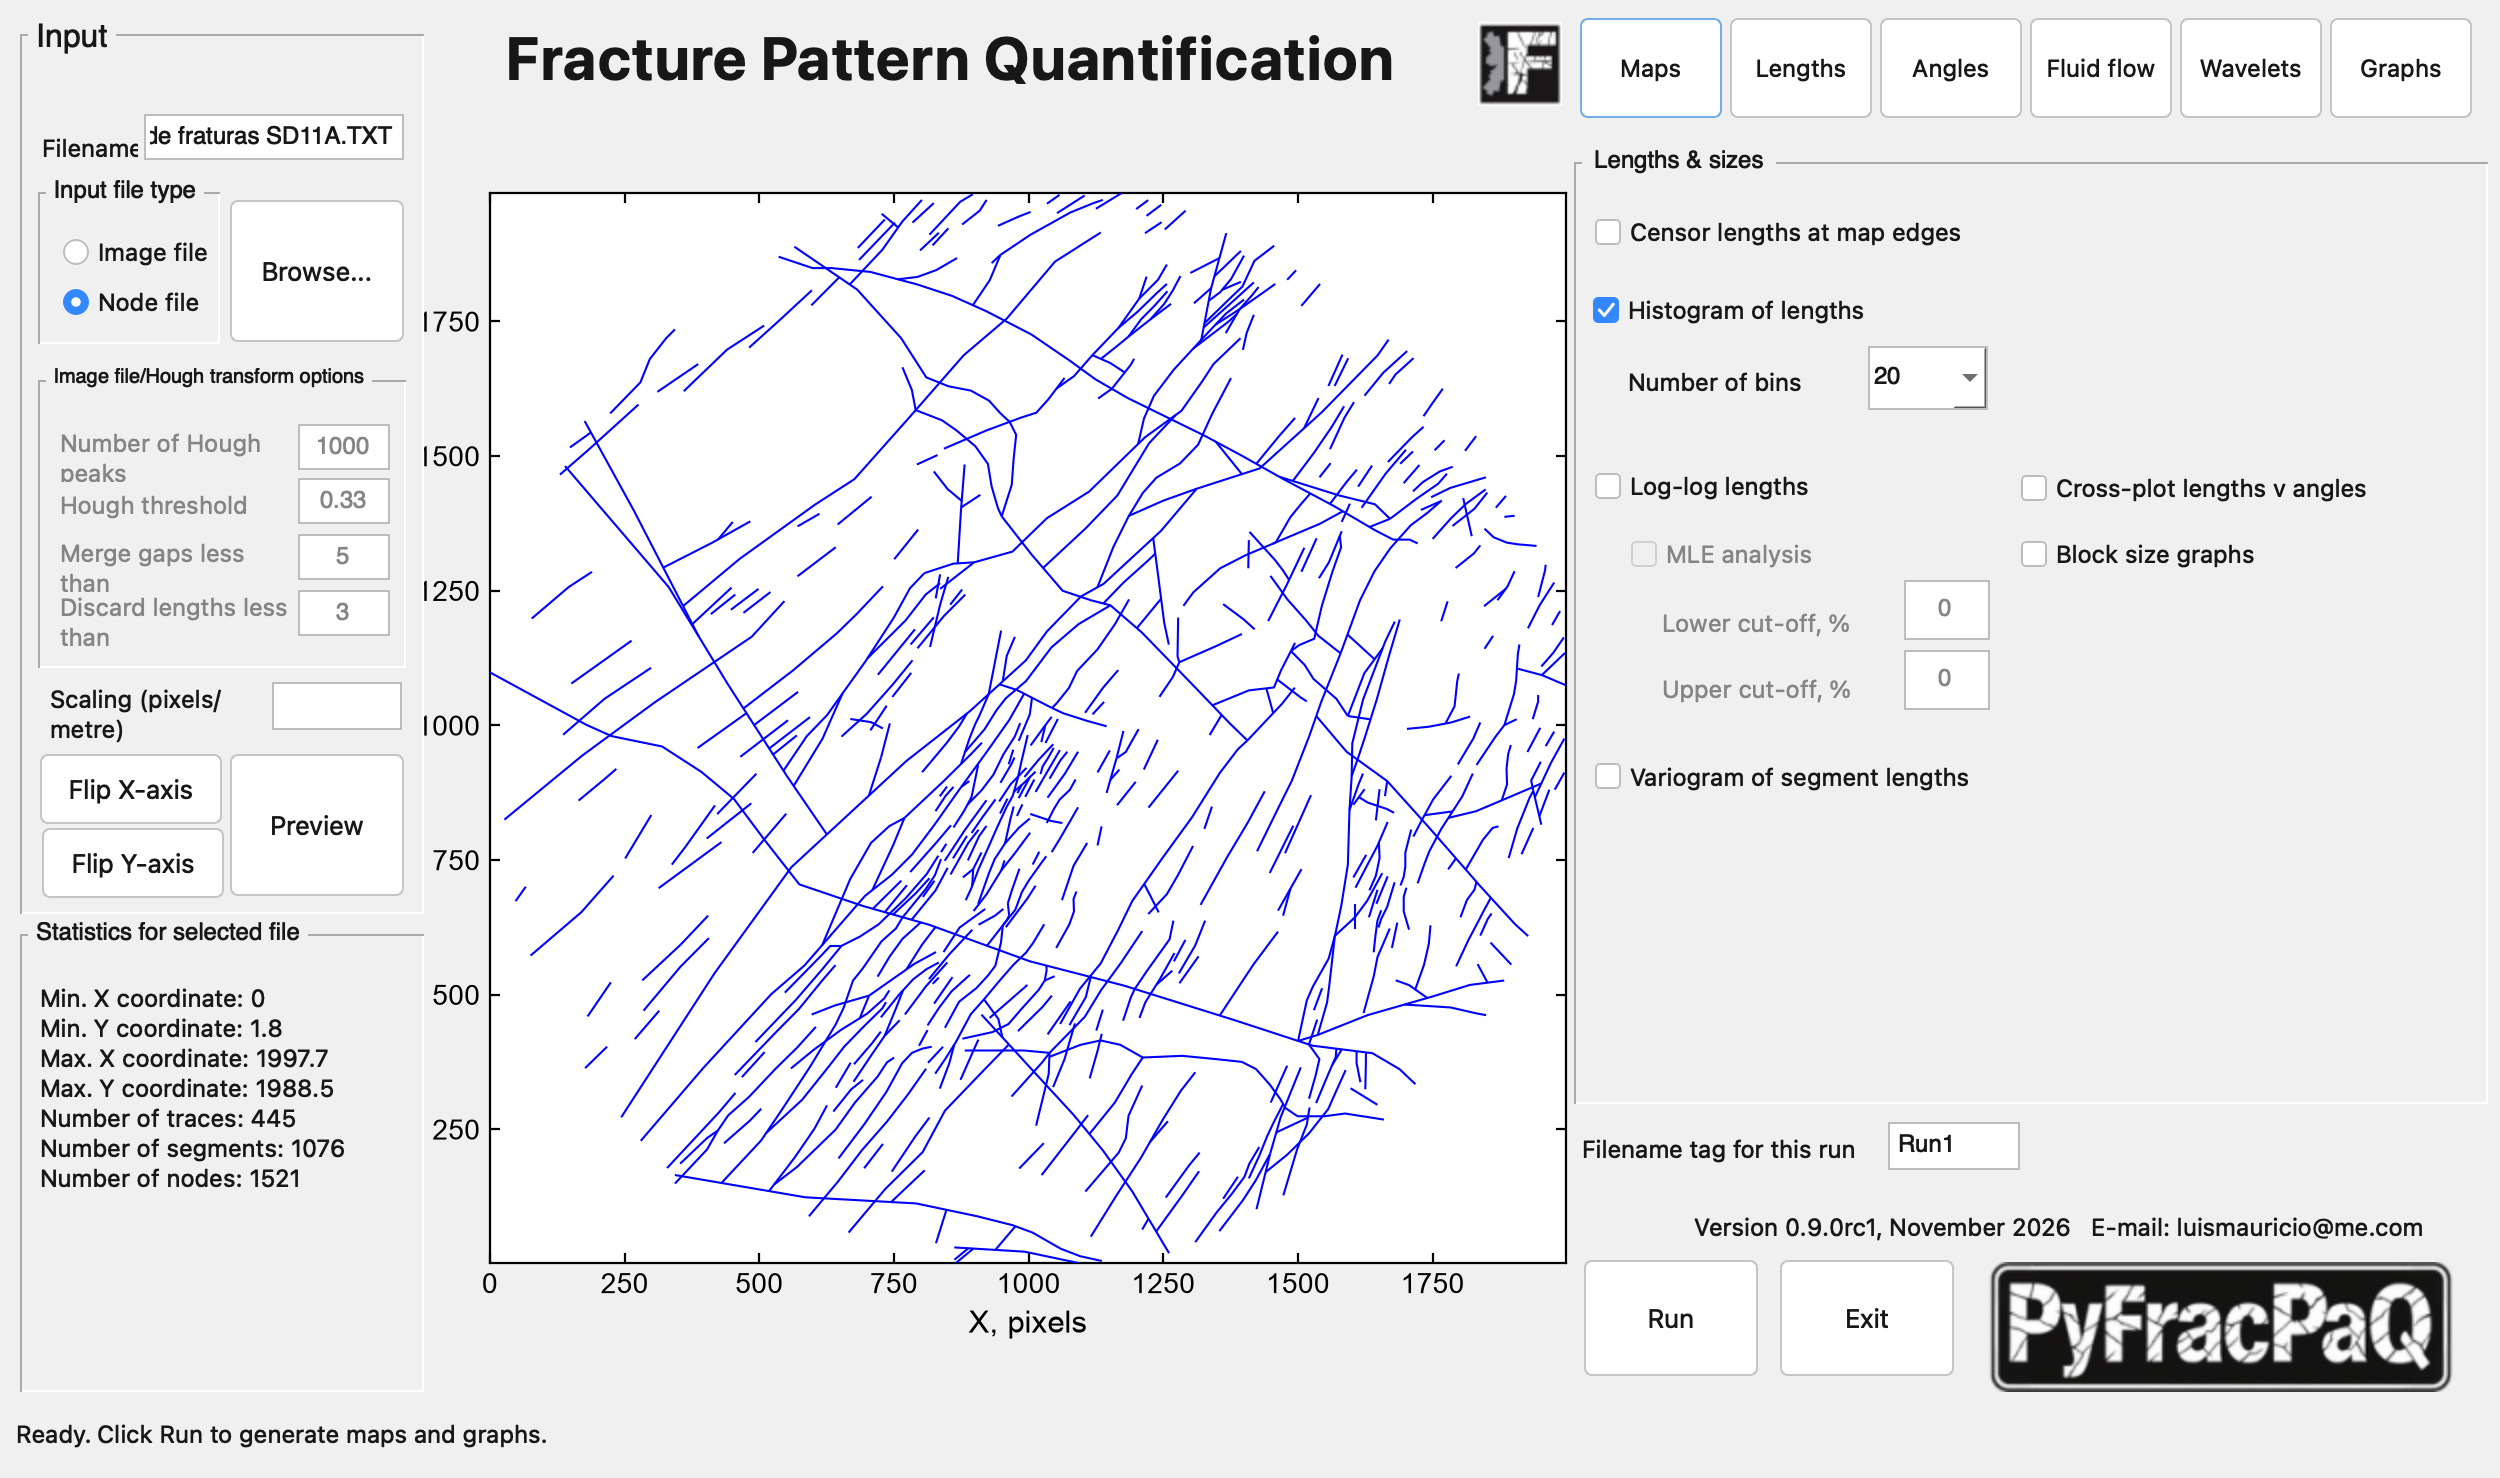 Input
Fracture Pattern Quantification
F
Maps
Lengths
Angles
Fluid flow
Wavelets
Graphs
Filename
de fraturas SD11A.TXT
Input file type
Image file
Node file
Browse...
Image file/Hough transform options
Number of Hough
peaks
1000
Hough threshold
0.33
Merge gaps less
than
5
Discard lengths less
than
3
Scaling (pixels/
metre)
Flip X-axis
Flip Y-axis
Preview
Statistics for selected file
Min. X coordinate: 0
Min. Y coordinate: 1.8
Max. X coordinate: 1997.7
Max. Y coordinate: 1988.5
Number of traces: 445
Number of segments: 1076
Number of nodes: 1521
1750
1500
1250
1000
750
500
250
0 250 500 750 1000 1250 1500 1750
X, pixels
Lengths & sizes
Censor lengths at map edges
Histogram of lengths
Number of bins
20
Log-log lengths
Cross-plot lengths v angles
MLE analysis
Block size graphs
Lower cut-off, %
0
Upper cut-off, %
0
Variogram of segment lengths
Filename tag for this run
Run1
Version 0.9.0rc1, November 2026 E-mail: luismauricio@me.com
Run
Exit
PyFracPaQ
Ready. Click Run to generate maps and graphs.